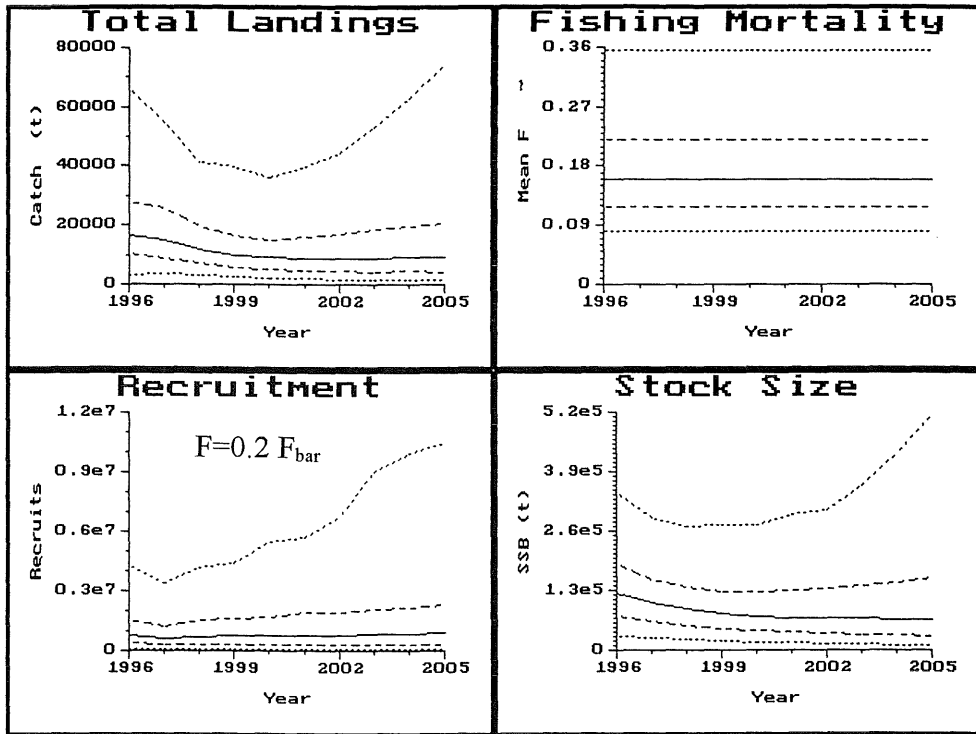 Total Landings
80000
60000
40000
20000
0
Catch (t)
1996
1999
2002
2005
Year
Fishing Mortality
0.36
0.27
0.18
0.09
0
Mean F ~
1996
1999
2002
2005
Year
Recruitment
1.2e7
0.9e7
0.6e7
0.3e7
0
Recruits
F=0.2 Fbar
1996
1999
2002
2005
Year
Stock Size
5.2e5
3.9e5
2.6e5
1.3e5
0
SSB (t)
1996
1999
2002
2005
Year